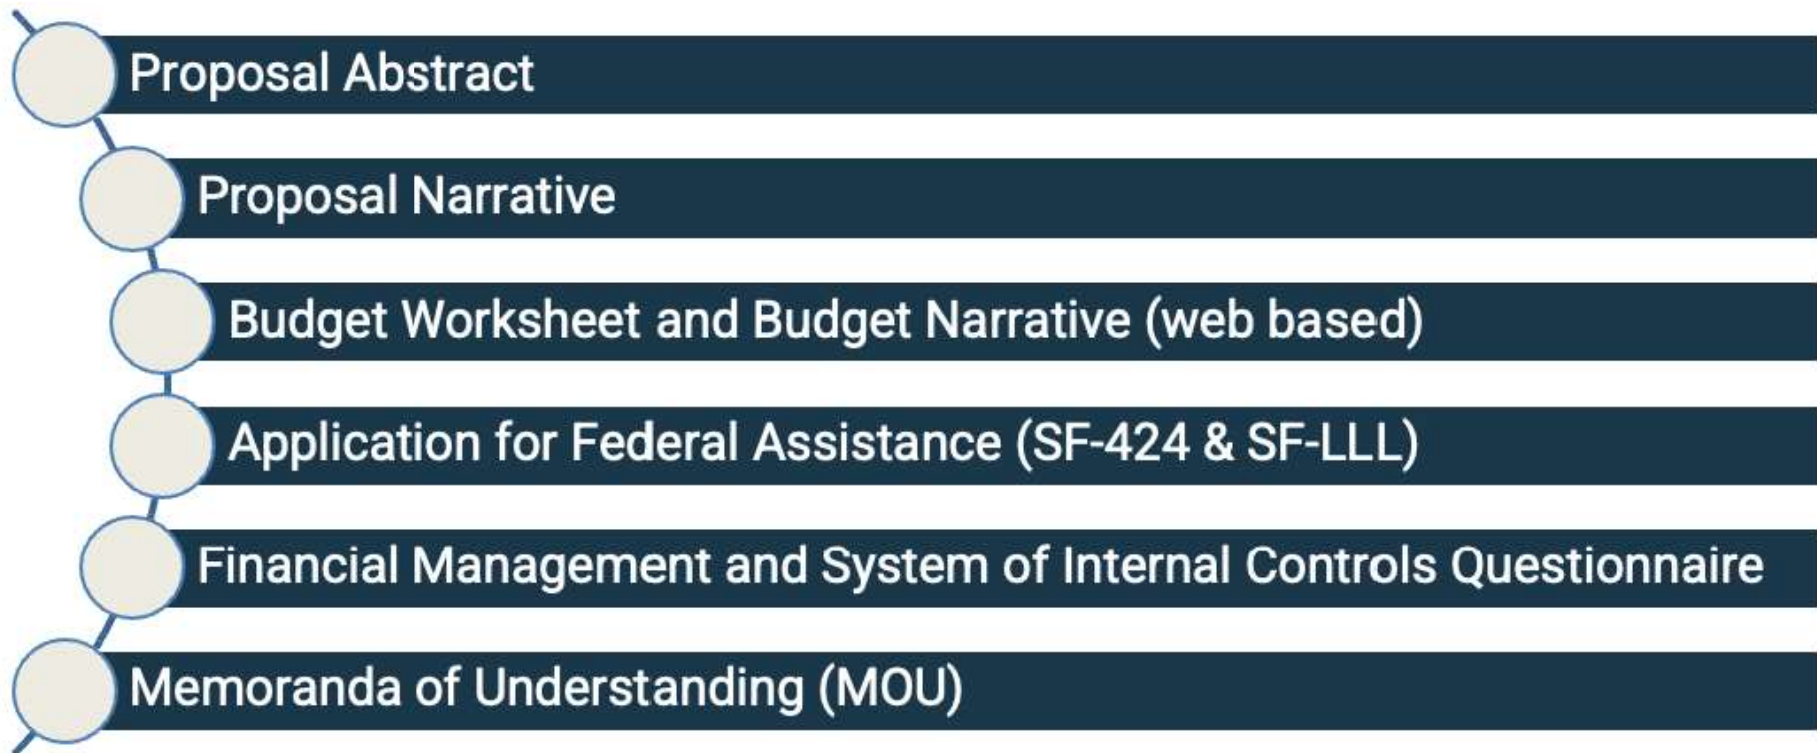 Proposal Abstract
Proposal Narrative
Budget Worksheet and Budget Narrative (web based)
Application for Federal Assistance (SF-424 & SF-LLL)
Financial Management and System of Internal Controls Questionnaire
Memoranda of Understanding (MOU)